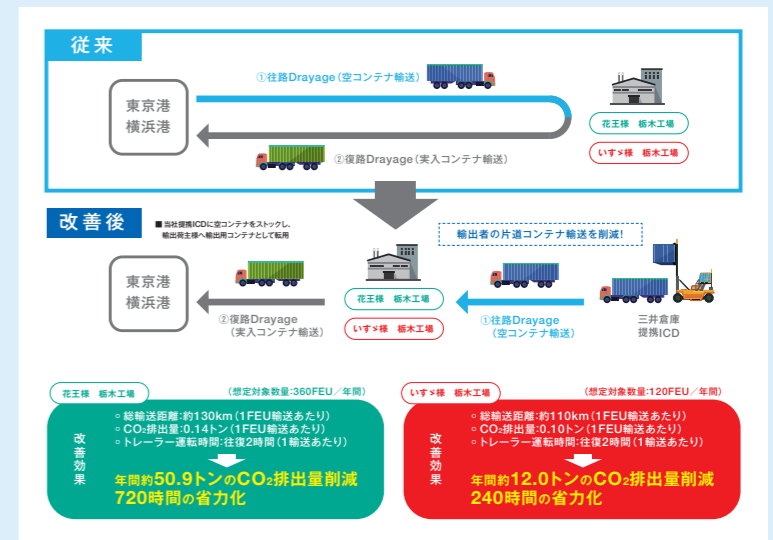 従来
①往路Drayage(空コンテナ輸送)
東京港
横浜港
花王様 栃木工場
いすゞ様 栃木工場
②復路Drayage(実入コンテナ輸送)
改善後
■当社提携ICDに空コンテナをストックし、
輸出荷主様へ輸出用コンテナとして転用
輸出者の片道コンテナ輸送を削減!
東京港
横浜港
花王様 栃木工場
いすゞ様 栃木工場
②復路Drayage
(実入コンテナ輸送)
①往路Drayage
(空コンテナ輸送)
三井倉庫
提携ICD
花王様 栃木工場
(想定対象数量:360FEU/年間)
改善効果
○総輸送距離:約130km(1FEU輸送あたり)
○CO₂排出量:0.14トン(1FEU輸送あたり)
○トレーラー運転時間:往復2時間(1輸送あたり)
年間約50.9トンのCO₂排出量削減
720時間の省力化
いすゞ様 栃木工場
(想定対象数量:120FEU/年間)
改善効果
○総輸送距離:約110km(1FEU輸送あたり)
○CO₂排出量:0.10トン(1FEU輸送あたり)
○トレーラー運転時間:往復2時間(1輸送あたり)
年間約12.0トンのCO₂排出量削減
240時間の省力化